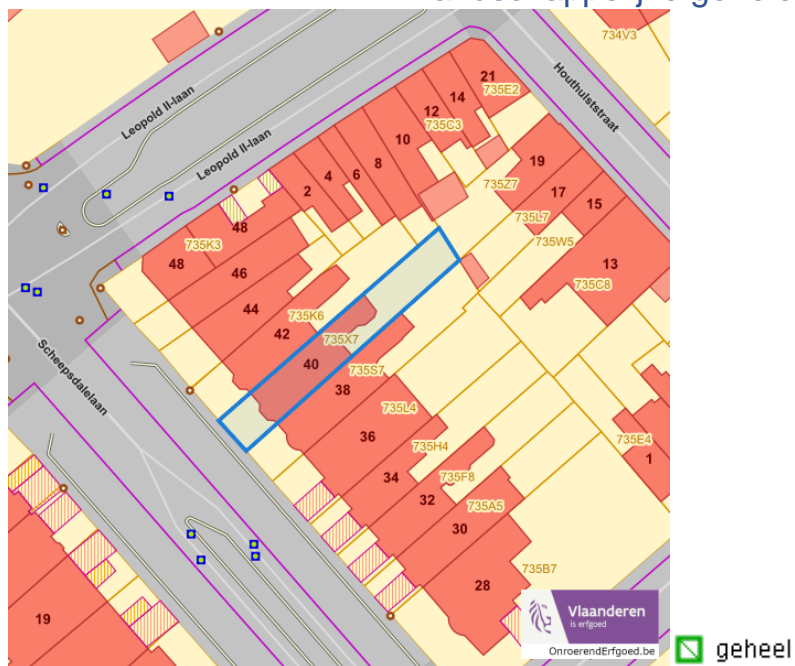 734V3
Leopold II-laan
Leopold II-laan
Houthulststraat
21
735E2
14
12
735C3
10
8
6
4
2
19
735Z7
17
735L7
15
735W5
13
735C8
48
735K3
48
46
44
735K6
42
735X7
40
735S7
38
735L4
36
735H4
34
735F8
32
735A5
30
735B7
28
735E4
1
Scheepsdalelaan
19
Vlaanderen
is erfgoed
OnroerendErfgoed.be
geheel